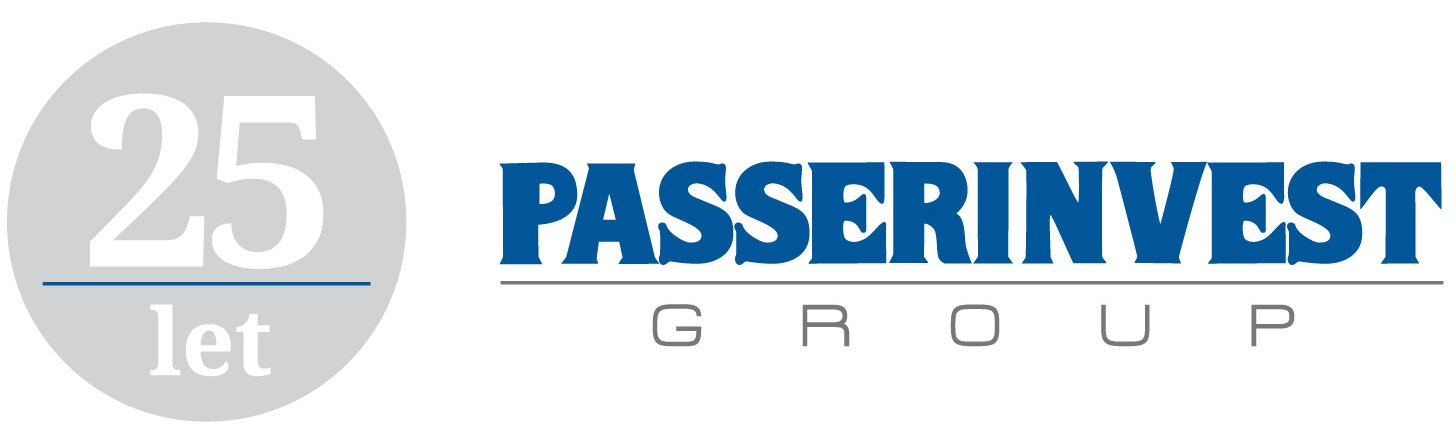 25
let
PASSERINVEST
GROUP